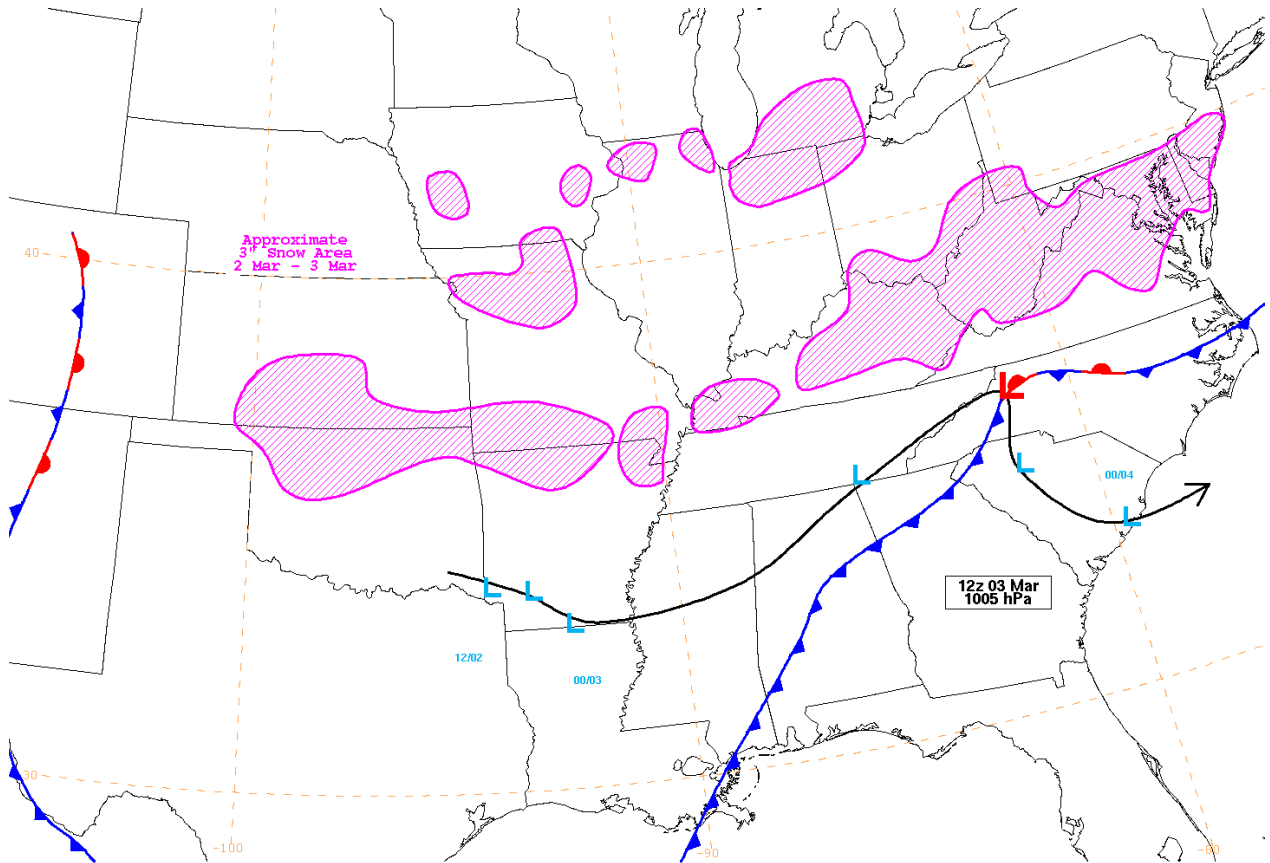 Approximate
3" Snow Area
2 Mar - 3 Mar
40
L
L
L
00/04
L
L
L
L
L
12z 03 Mar
1005 hPa
12/02
00/03
30
-100
-90
-80